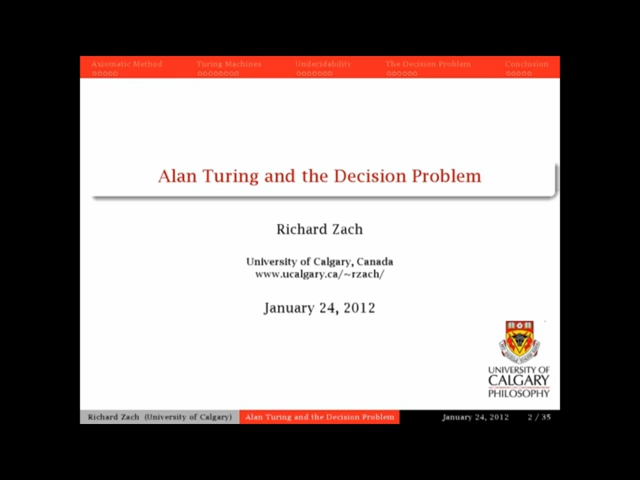 Axiomatic Method Turing Machines Undecidability The Decision Problem Conclusion
Alan Turing and the Decision Problem
Richard Zach
University of Calgary, Canada
www.ucalgary.ca/~rzach/
January 24, 2012
UNIVERSITY OF
CALGARY
PHILOSOPHY
Richard Zach (University of Calgary) Alan Turing and the Decision Problem January 24, 2012 2 / 35